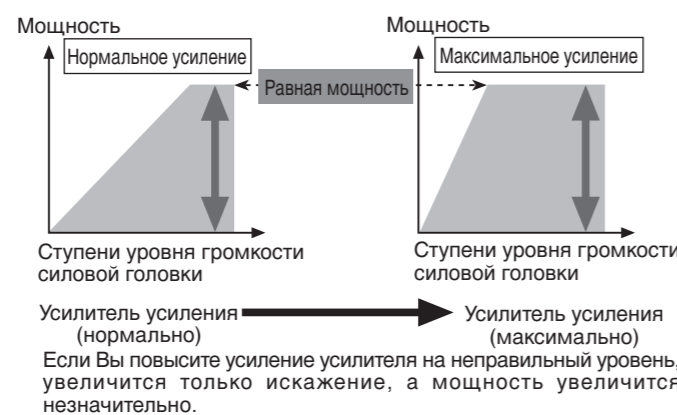 Мощность
Нормальное усиление
Мощность
Максимальное усиление
Равная мощность
Ступени уровня громкости
силовой головки
Ступени уровня громкости
силовой головки
Усилитель усиления
(нормально)
Усилитель усиления
(максимально)
Если Вы повысите усиление усилителя на неправильный уровень,
увеличится только искажение, а мощность увеличится
незначительно.